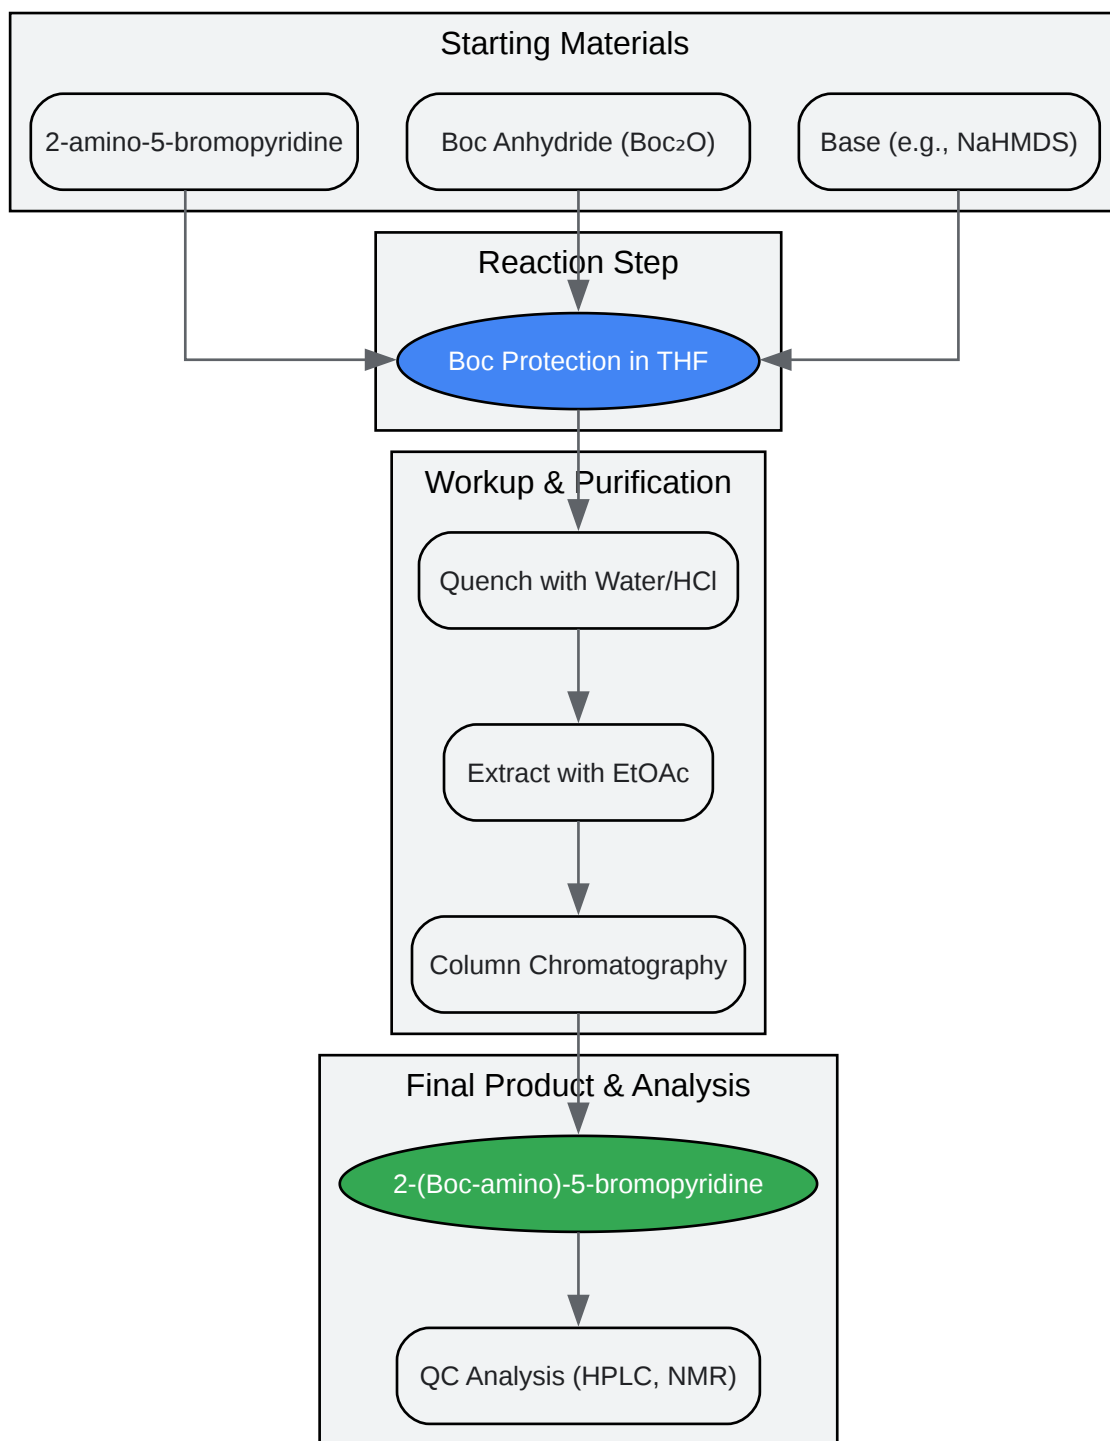 Starting Materials
2-amino-5-bromopyridine
Boc Anhydride (Boc₂O)
Base (e.g., NaHMDS)
Reaction Step
Boc Protection in THF
Workup & Purification
Quench with Water/HCl
Extract with EtOAc
Column Chromatography
Final Product & Analysis
2-(Boc-amino)-5-bromopyridine
QC Analysis (HPLC, NMR)